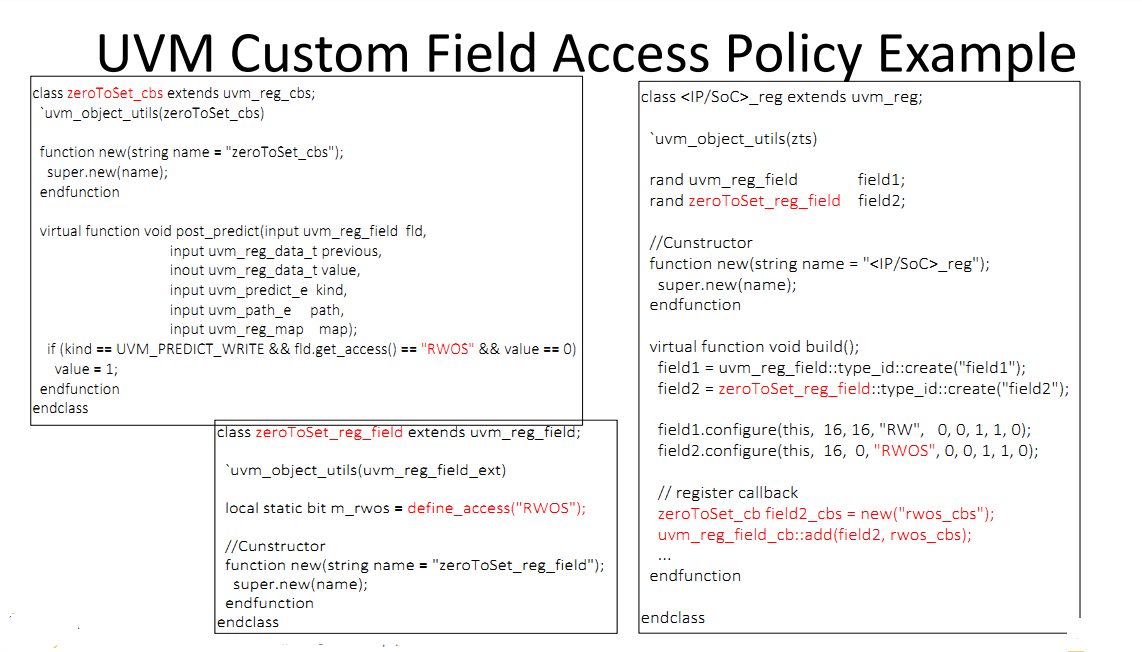 UVM Custom Field Access Policy Example
class zeroToSet_cbs extends uvm_reg_cbs;
`uvm_object_utils(zeroToSet_cbs)
function new(string name = "zeroToSet_cbs");
super.new(name);
endfunction
virtual function void post_predict(input uvm_reg_field fld,
input uvm_reg_data_t previous,
inout uvm_reg_data_t value,
input uvm_predict_e kind,
input uvm_path_e path,
input uvm_reg_map map);
if (kind == UVM_PREDICT_WRITE && fld.get_access() == "RWOS" && value == 0)
value = 1;
endfunction
endclass
class zeroToSet_reg_field extends uvm_reg_field;
`uvm_object_utils(uvm_reg_field_ext)
local static bit m_rwos = define_access("RWOS");
//Cunstructor
function new(string name = "zeroToSet_reg_field");
super.new(name);
endfunction
endclass
class <IP/SoC>_reg extends uvm_reg;
`uvm_object_utils(zts)
rand uvm_reg_field field1;
rand zeroToSet_reg_field field2;
//Cunstructor
function new(string name = "<IP/SoC>_reg");
super.new(name);
endfunction
virtual function void build();
field1 = uvm_reg_field::type_id::create("field1");
field2 = zeroToSet_reg_field::type_id::create("field2");
field1.configure(this, 16, 16, "RW", 0, 0, 1, 1, 0);
field2.configure(this, 16, 0, "RWOS", 0, 0, 1, 1, 0);
// register callback
zeroToSet_cb field2_cbs = new("rwos_cbs");
uvm_reg_field_cb::add(field2, rwos_cbs);
...
endfunction
endclass